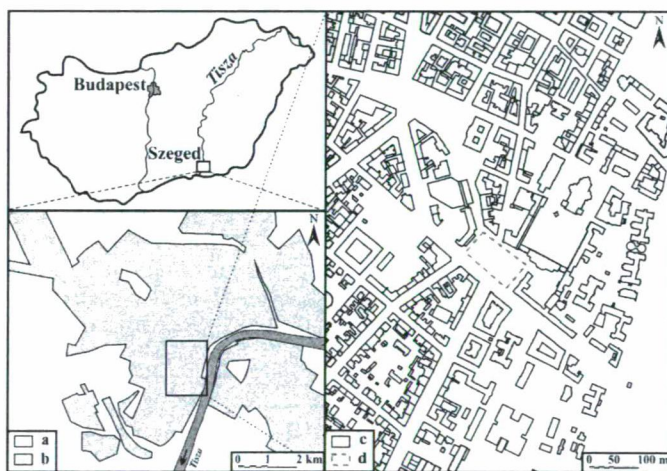 Tisza
Budapest
Szeged
N
a
b
Tisza
0 1 2 km
N
c
d
0 50 100 m